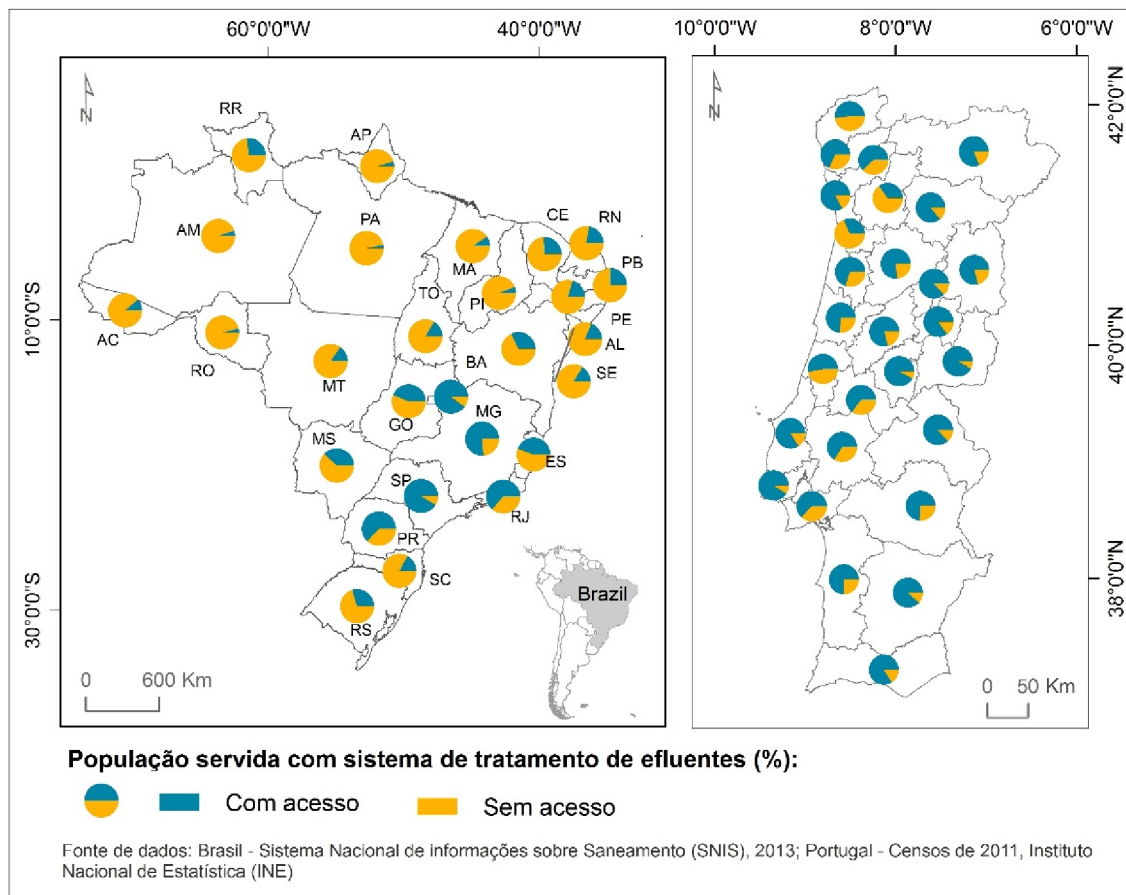 60°0'0"W
40°0'0"W
10°0'0"W
8°0'0"W
6°0'0"W
N
N
42°0'0"N
40°0'0"N
38°0'0"N
10°0'0"S
30°0'0"S
RR
AP
AM
PA
CE
RN
MA
PB
TO
PI
AC
PE
AL
RO
BA
SE
MT
MG
GO
MS
ES
SP
RJ
PR
SC
Brazil
RS
0 600 Km
0 50 Km
População servida com sistema de tratamento de efluentes (%):
Com acesso Sem acesso
Fonte de dados: Brasil - Sistema Nacional de informações sobre Saneamento (SNIS), 2013; Portugal - Censos de 2011, Instituto
Nacional de Estatística (INE)